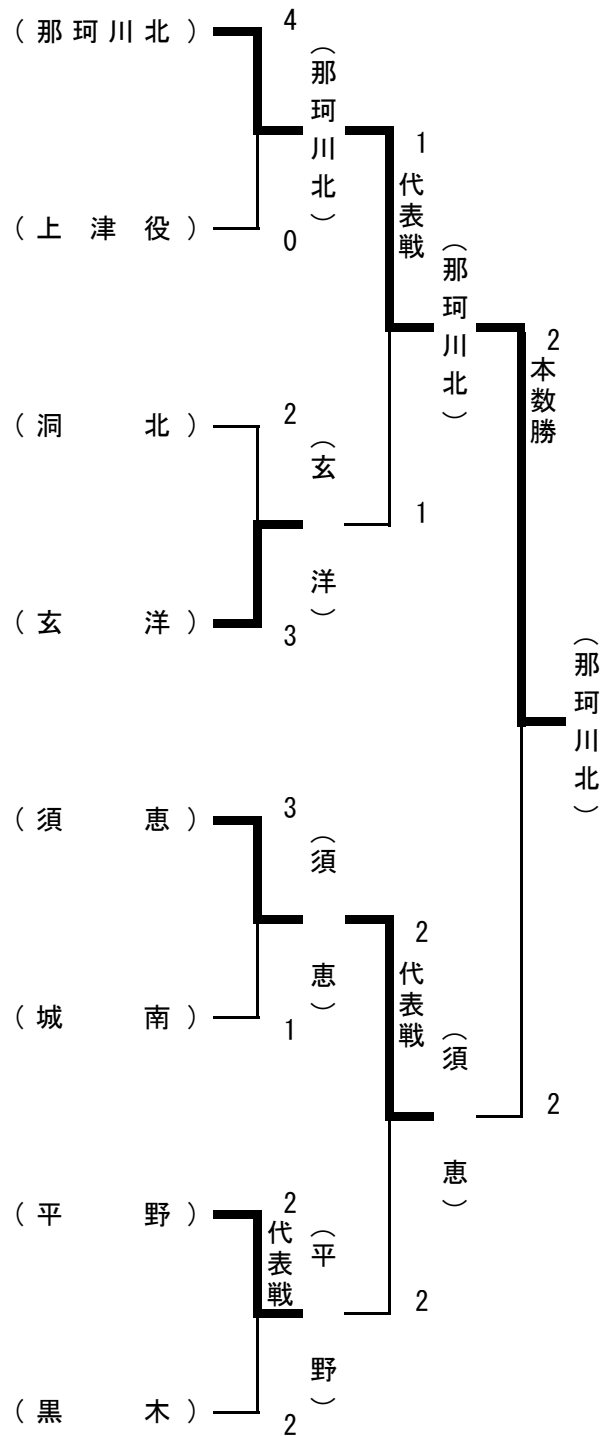 (那珂川北)
4
(上津役)
0
(洞北)
2
(玄洋)
3
(須恵)
3
(城南)
1
(平野)
2
代表戦
(黒木)
2
(那珂川北)
1
代表戦
(玄洋)
1
(須恵)
2
代表戦
(平野)
2
(那珂川北)
2
本数勝
(須恵)
2
(那珂川北)